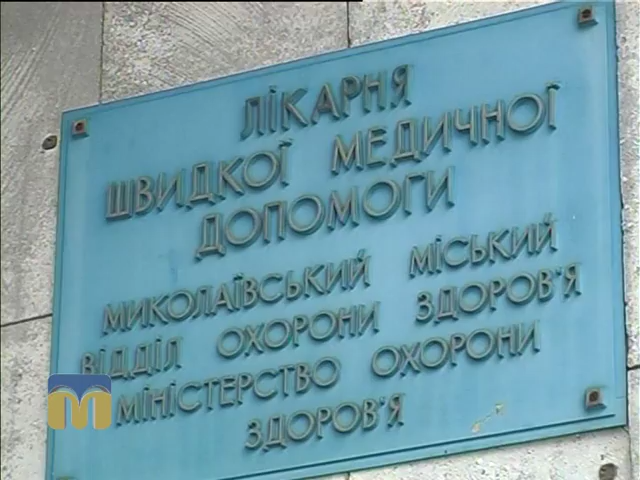 ЛІКАРНЯ
ШВИДКОЇ МЕДИЧНОЇ
ДОПОМОГИ
МИКОЛАЇВСЬКИЙ МІСЬКИЙ
ВІДДІЛ ОХОРОНИ ЗДОРОВ'Я
МІНІСТЕРСТВО ОХОРОНИ
ЗДОРОВ'Я
М